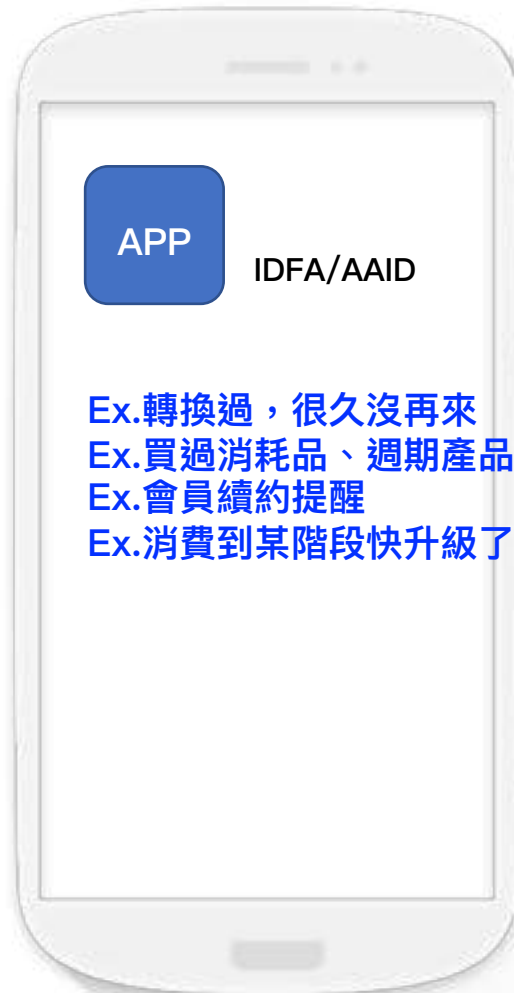 APP
IDFA/AAID
Ex.轉換過，很久沒再來
Ex.買過消耗品、週期產品
Ex.會員續約提醒
Ex.消費到某階段快升級了